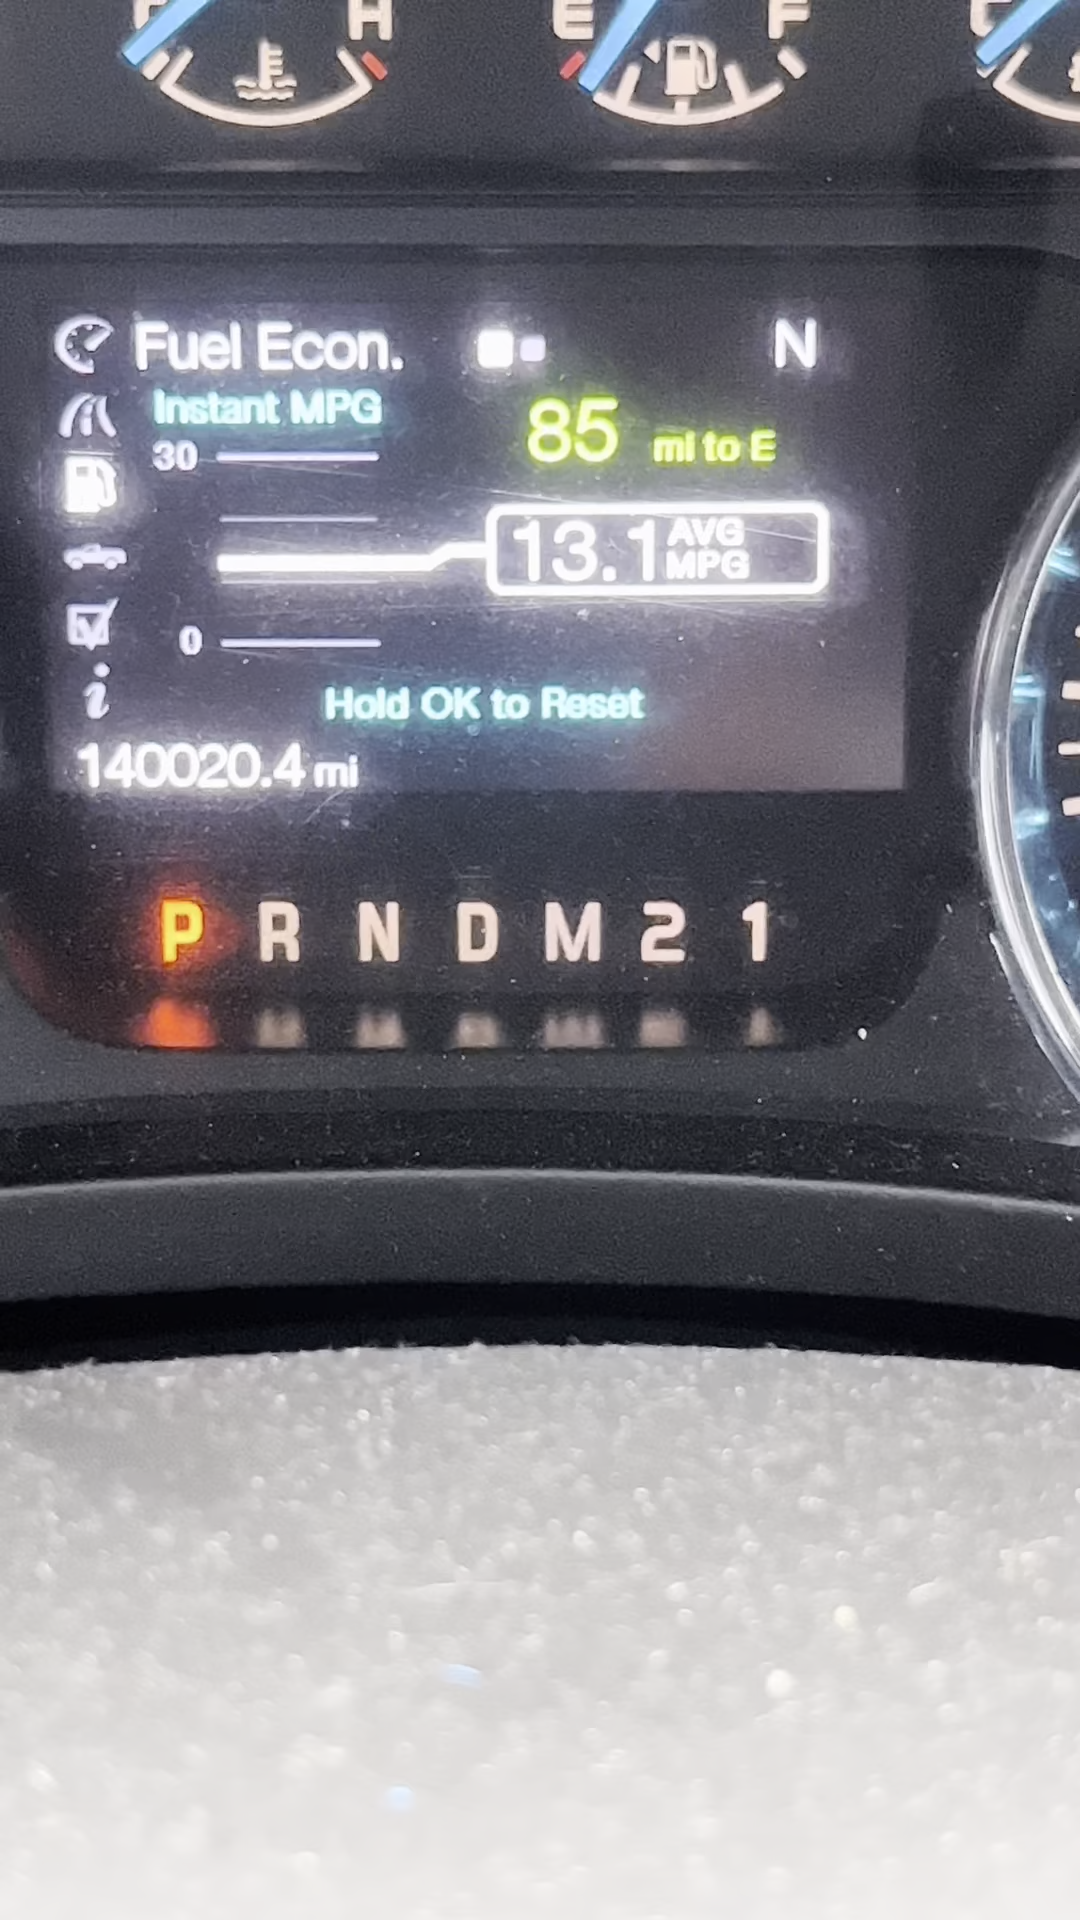 H E F
Fuel Econ. N
Instant MPG
85 mi to E
30
13.1 AVG MPG
0
Hold OK to Reset
140020.4 mi
P R N D M 2 1